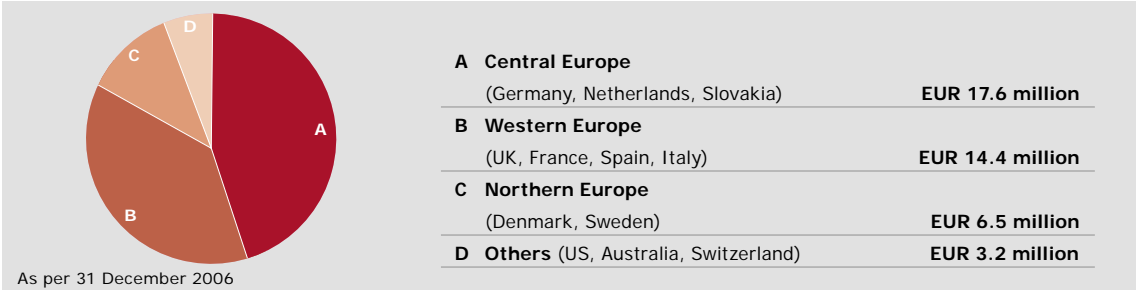 D
C
A
B
As per 31 December 2006
A Central Europe
(Germany, Netherlands, Slovakia) EUR 17.6 million
B Western Europe
(UK, France, Spain, Italy) EUR 14.4 million
C Northern Europe
(Denmark, Sweden) EUR 6.5 million
D Others (US, Australia, Switzerland) EUR 3.2 million